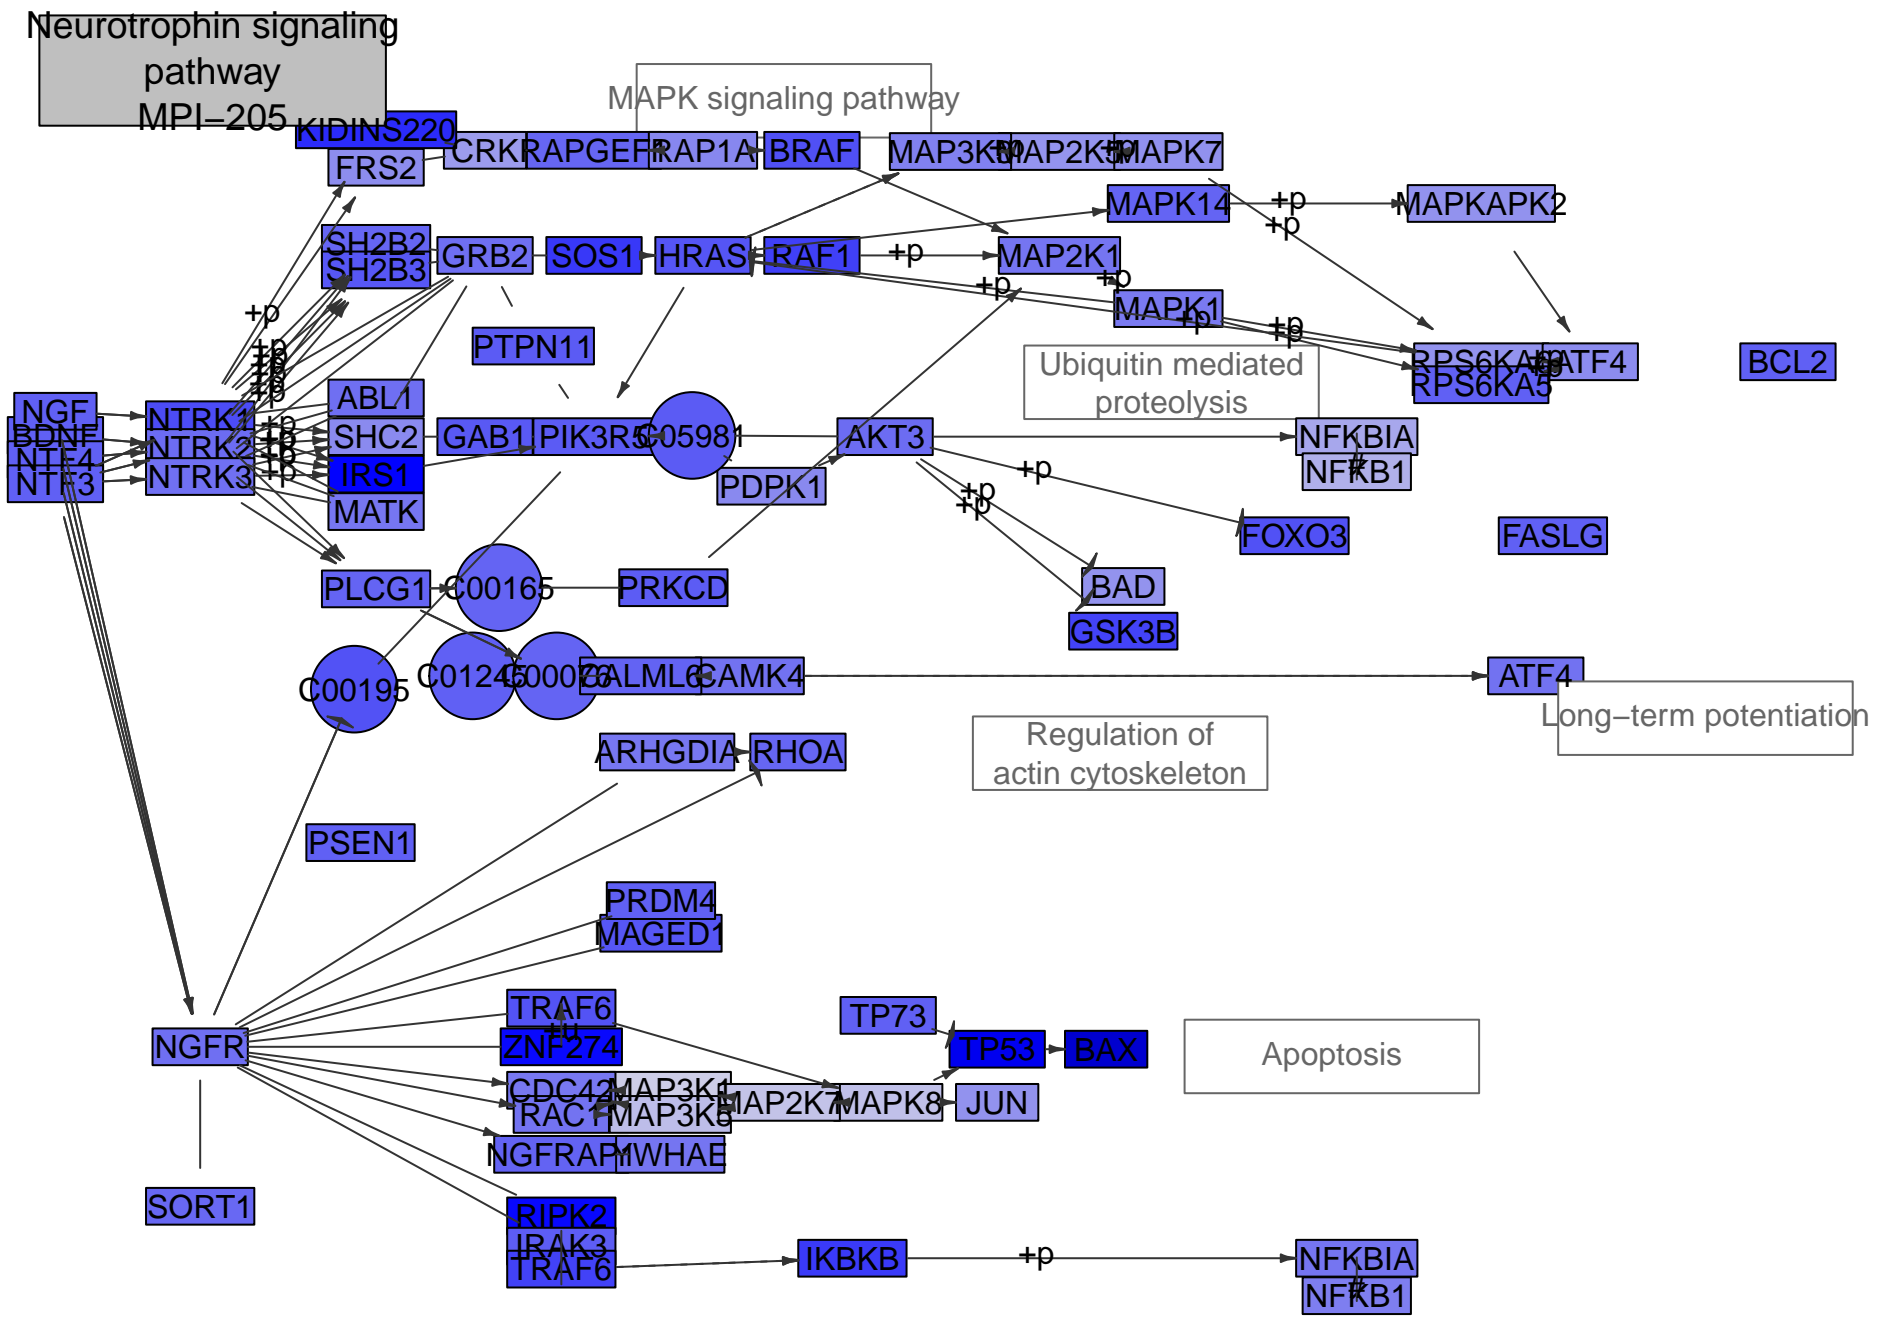 Neurotrophin signaling
pathway
MPI−205
MAPK signaling pathway
KIDINS220
FRS2
RAPGEF1
RAP1A
BRAF
MAP3K3
+p
MAP2K5
+p
MAPK7
MAPK14
+p
MAPKAPK2
+p
SH2B2
SH2B3
GRB2
SOS1
HRAS
RAF1
+p
MAP2K1
+p
+p
MAPK1
+p
+p
+p
+p
PTPN11
Ubiquitin mediated
proteolysis
RPS6KA6
RPS6KA5
+p
ATF4
BCL2
+p
+p
+p
+p
+p
NGF
BDNF
NTF4
NTF3
NTRK1
NTRK2
NTRK3
+p
+p
+p
+p
ABL1
SHC2
IRS1
MATK
GAB1
PIK3R5
C05981
PDPK1
AKT3
NFKBIA
NFKB1
+p
+p
+p
FOXO3
FASLG
BAD
GSK3B
PLCG1
C00165
PRKCD
C00195
C01245
C00076
CALML6
CAMK4
ATF4
Long−term potentiation
ARHGDIA
RHOA
Regulation of
actin cytoskeleton
PSEN1
PRDM4
MAGED1
TRAF6
+u
ZNF274
NGFR
TP73
TP53
BAX
Apoptosis
CDC42
RAC1
MAP3K1
MAP3K5
MAP2K7
MAPK8
JUN
NGFRAP1
YWHAE
SORT1
RIPK2
IRAK3
TRAF6
IKBKB
+p
NFKBIA
NFKB1